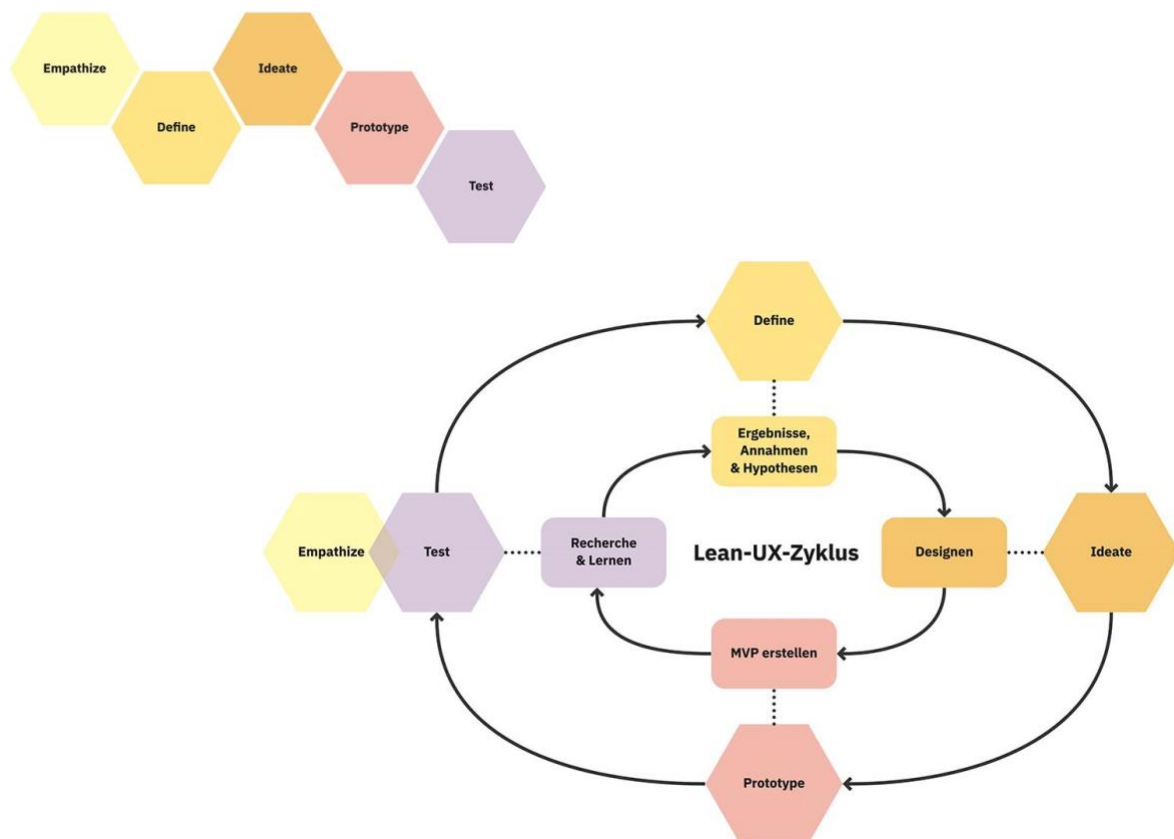 Empathize
Ideate
Define
Prototype
Test
Define
Ergebnisse,
Annahmen
& Hypothesen
Empathize
Test
Recherche
& Lernen
Lean-UX-Zyklus
Designen
Ideate
MVP erstellen
Prototype